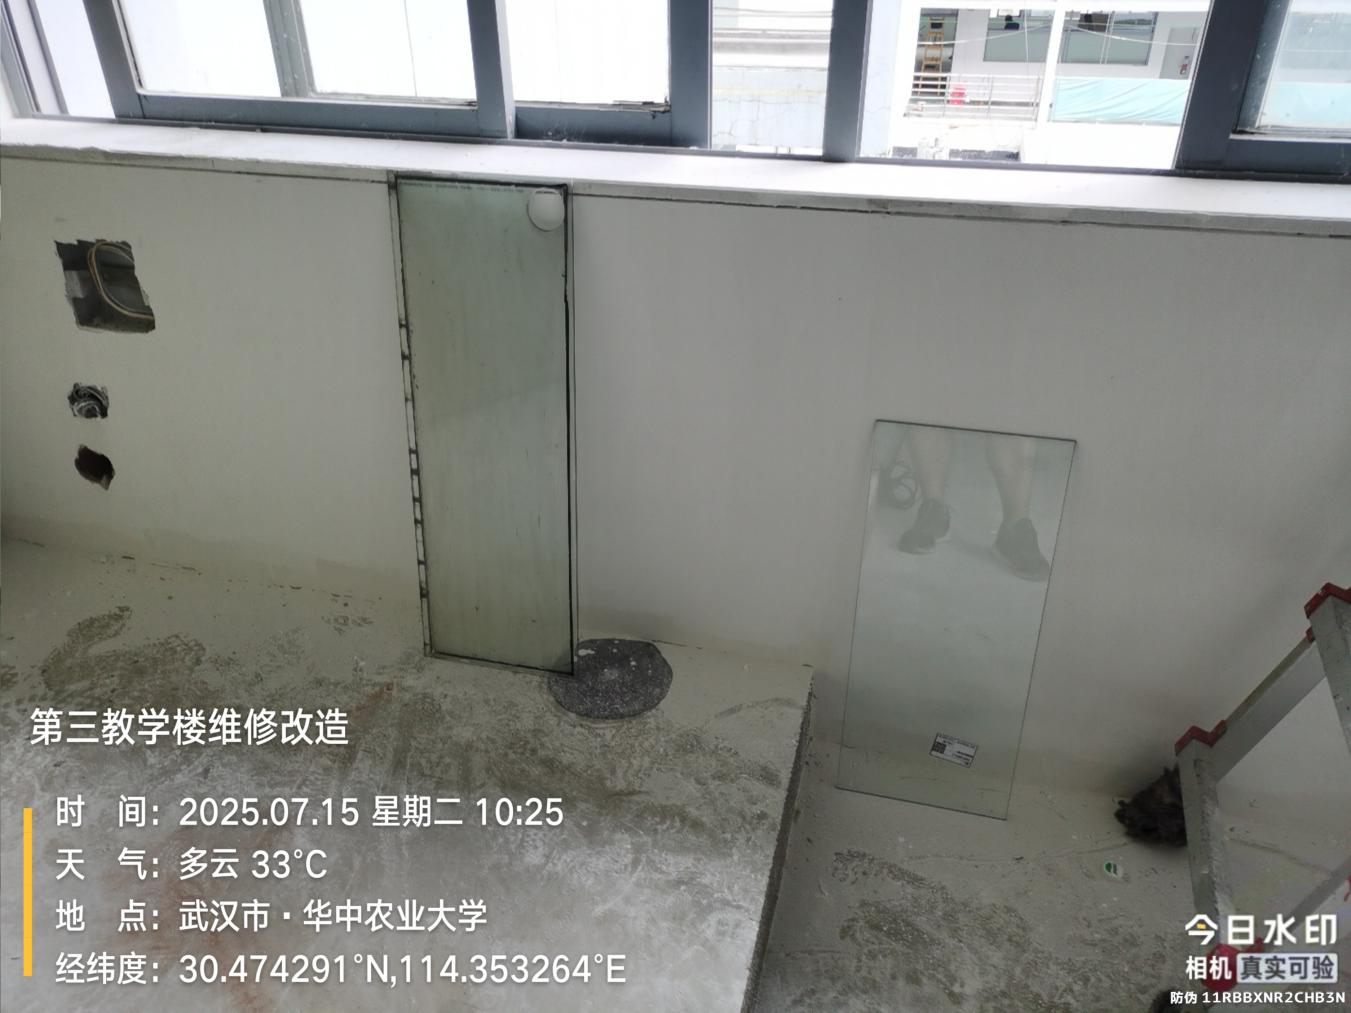 第三教学楼维修改造
时 间：2025.07.15 星期二 10:25
天 气：多云 33°C
地 点：武汉市·华中农业大学
经纬度：30.474291°N,114.353264°E
今日水印
相机 真实可验
防伪 11RBBXNR2CHB3N